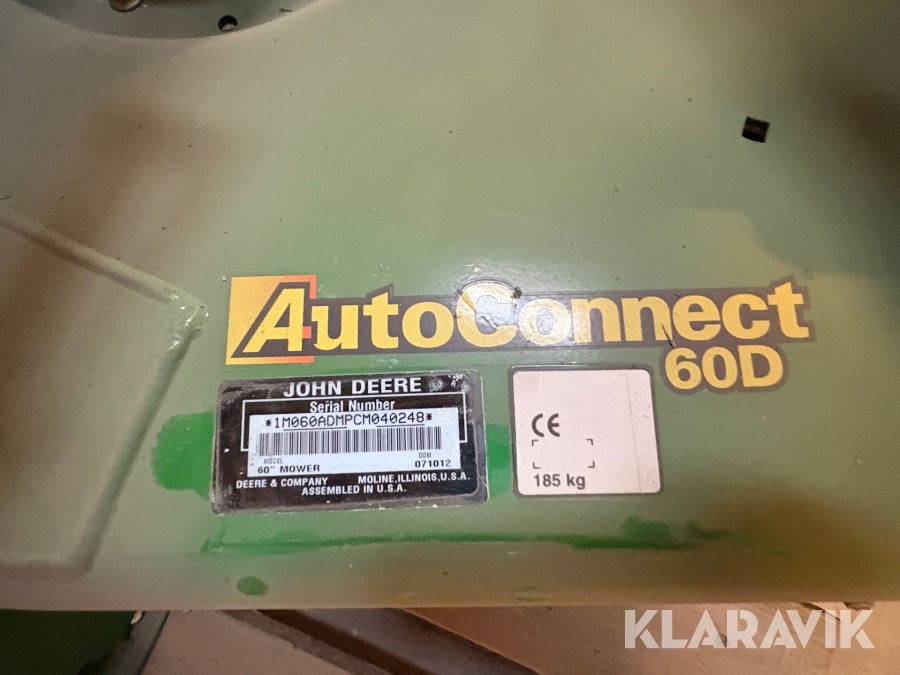 AutoConnect
60D
JOHN DEERE
Serial Number
*1M060ADMPCM040248*
MODEL DOM
60" MOWER 071012
DEERE & COMPANY MOLINE, ILLINOIS, U.S.A.
ASSEMBLED IN U.S.A.
CE
185 kg
KLARAVIK